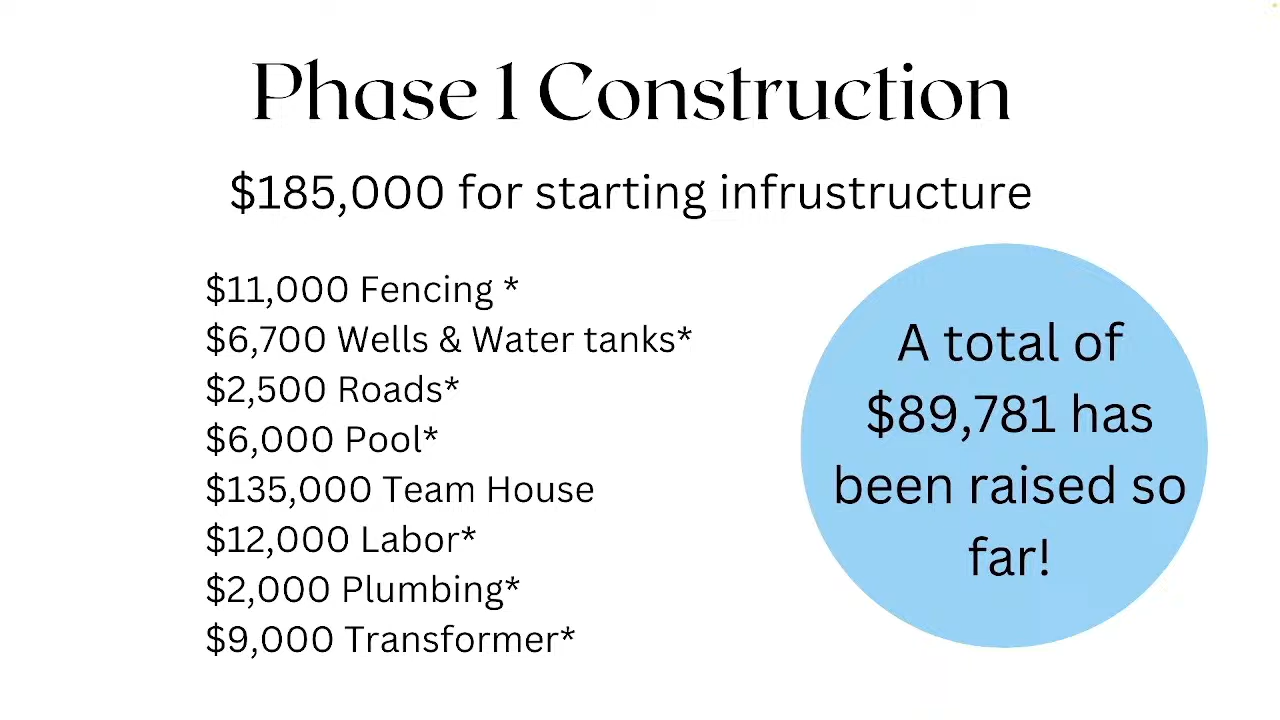 Phase 1 Construction
$185,000 for starting infrustructure
$11,000 Fencing *
$6,700 Wells & Water tanks*
$2,500 Roads*
$6,000 Pool*
$135,000 Team House
$12,000 Labor*
$2,000 Plumbing*
$9,000 Transformer*
A total of
$89,781 has
been raised so
far!